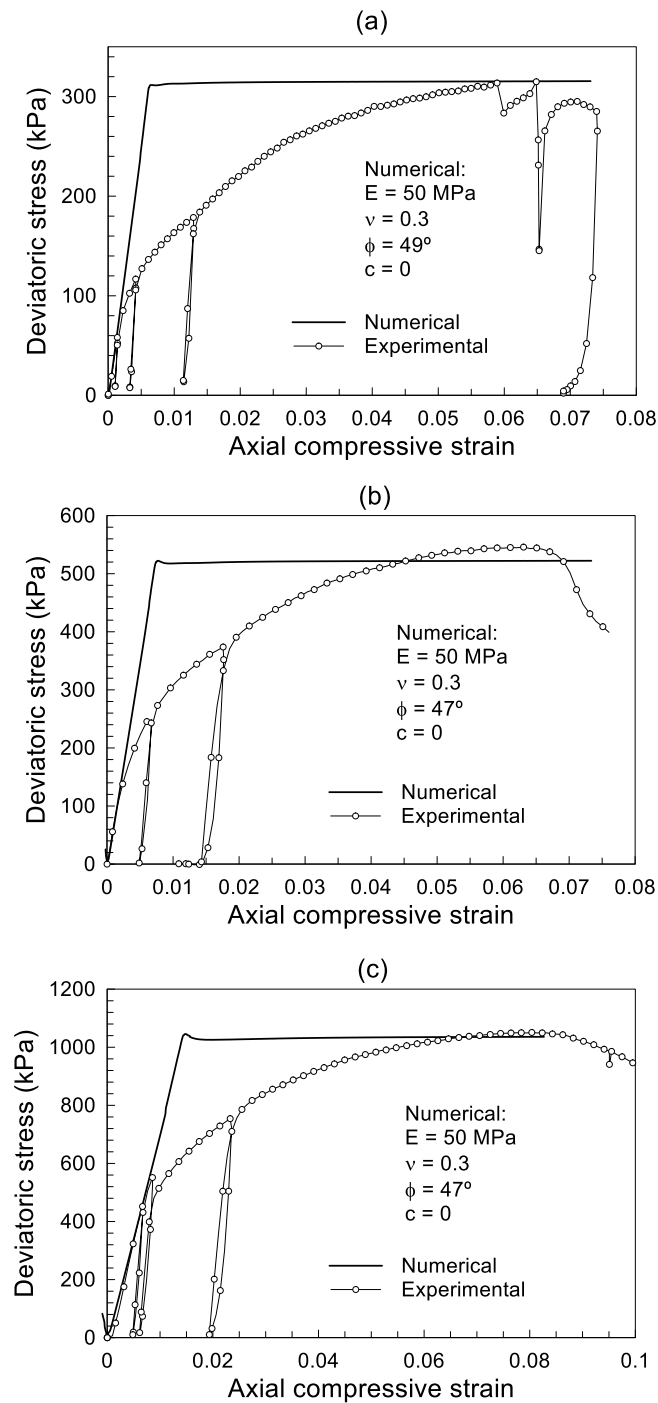 (a)
Deviatoric stress (kPa)
300
200
100
0
Numerical:
E = 50 MPa
ν = 0.3
ϕ = 49º
c = 0
Numerical
Experimental
0 0.01 0.02 0.03 0.04 0.05 0.06 0.07 0.08
Axial compressive strain
(b)
Deviatoric stress (kPa)
600
500
400
300
200
100
0
Numerical:
E = 50 MPa
ν = 0.3
ϕ = 47º
c = 0
Numerical
Experimental
0 0.01 0.02 0.03 0.04 0.05 0.06 0.07 0.08
Axial compressive strain
(c)
Deviatoric stress (kPa)
1200
1000
800
600
400
200
0
Numerical:
E = 50 MPa
ν = 0.3
ϕ = 47º
c = 0
Numerical
Experimental
0 0.02 0.04 0.06 0.08 0.1
Axial compressive strain